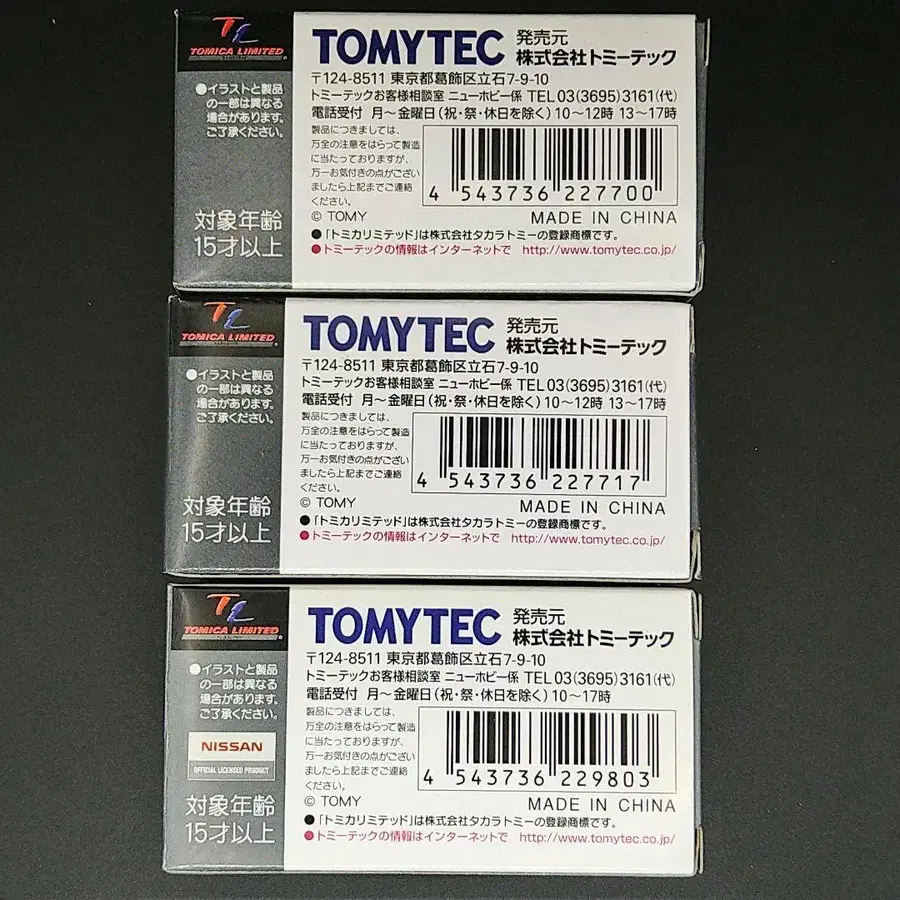 TL
TOMICA LIMITED
●イラストと製品
の一部は異なる
場合があります。
ご了承ください。
対象年齢
15才以上
TOMYTEC 発売元
株式会社トミーテック
〒124-8511 東京都葛飾区立石7-9-10
トミーテックお客様相談室 ニューホビー係 TEL 03(3695)3161(代)
電話受付 月〜金曜日(祝・祭・休日を除く)10〜12時 13〜17時
製品につきましては、
万全の注意をはらって製造
に当たっておりますが、
万一お気付きの点がござい
ましたら上記までご連絡
ください。
4 543736 227700
© TOMY MADE IN CHINA
●「トミカリミテッド」は株式会社タカラトミーの登録商標です。
●トミーテックの情報はインターネットで http://www.tomytec.co.jp/
TL
TOMICA LIMITED
●イラストと製品
の一部は異なる
場合があります。
ご了承ください。
対象年齢
15才以上
TOMYTEC 発売元
株式会社トミーテック
〒124-8511 東京都葛飾区立石7-9-10
トミーテックお客様相談室 ニューホビー係 TEL 03(3695)3161(代)
電話受付 月〜金曜日(祝・祭・休日を除く)10〜12時 13〜17時
製品につきましては、
万全の注意をはらって製造
に当たっておりますが、
万一お気付きの点がござい
ましたら上記までご連絡
ください。
4 543736 227717
© TOMY MADE IN CHINA
●「トミカリミテッド」は株式会社タカラトミーの登録商標です。
●トミーテックの情報はインターネットで http://www.tomytec.co.jp/
TL
TOMICA LIMITED
●イラストと製品
の一部は異なる
場合があります。
ご了承ください。
NISSAN
OFFICIAL LICENSED PRODUCT
対象年齢
15才以上
TOMYTEC 発売元
株式会社トミーテック
〒124-8511 東京都葛飾区立石7-9-10
トミーテックお客様相談室 ニューホビー係 TEL 03(3695)3161(代)
電話受付 月〜金曜日(祝・祭・休日を除く)10〜17時
製品につきましては、
万全の注意をはらって製造
に当たっておりますが、
万一お気付きの点がござい
ましたら上記までご連絡
ください。
4 543736 229803
© TOMY MADE IN CHINA
●「トミカリミテッド」は株式会社タカラトミーの登録商標です。
●トミーテックの情報はインターネットで http://www.tomytec.co.jp/